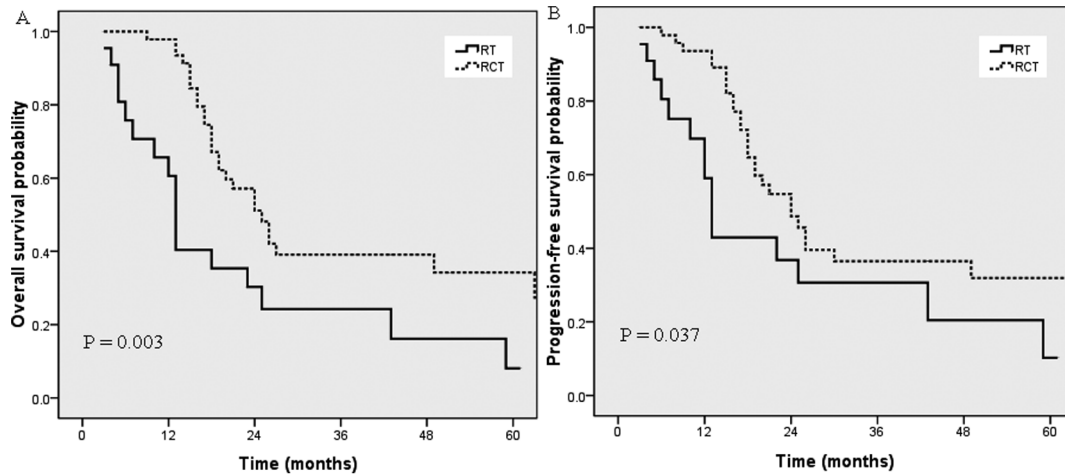 A
RT
RCT
1.0
0.8
0.6
0.4
0.2
0.0
Overall survival probability
P = 0.003
0 12 24 36 48 60
Time (months)
B
RT
RCT
1.0
0.8
0.6
0.4
0.2
0.0
Progression-free survival probability
P = 0.037
0 12 24 36 48 60
Time (months)